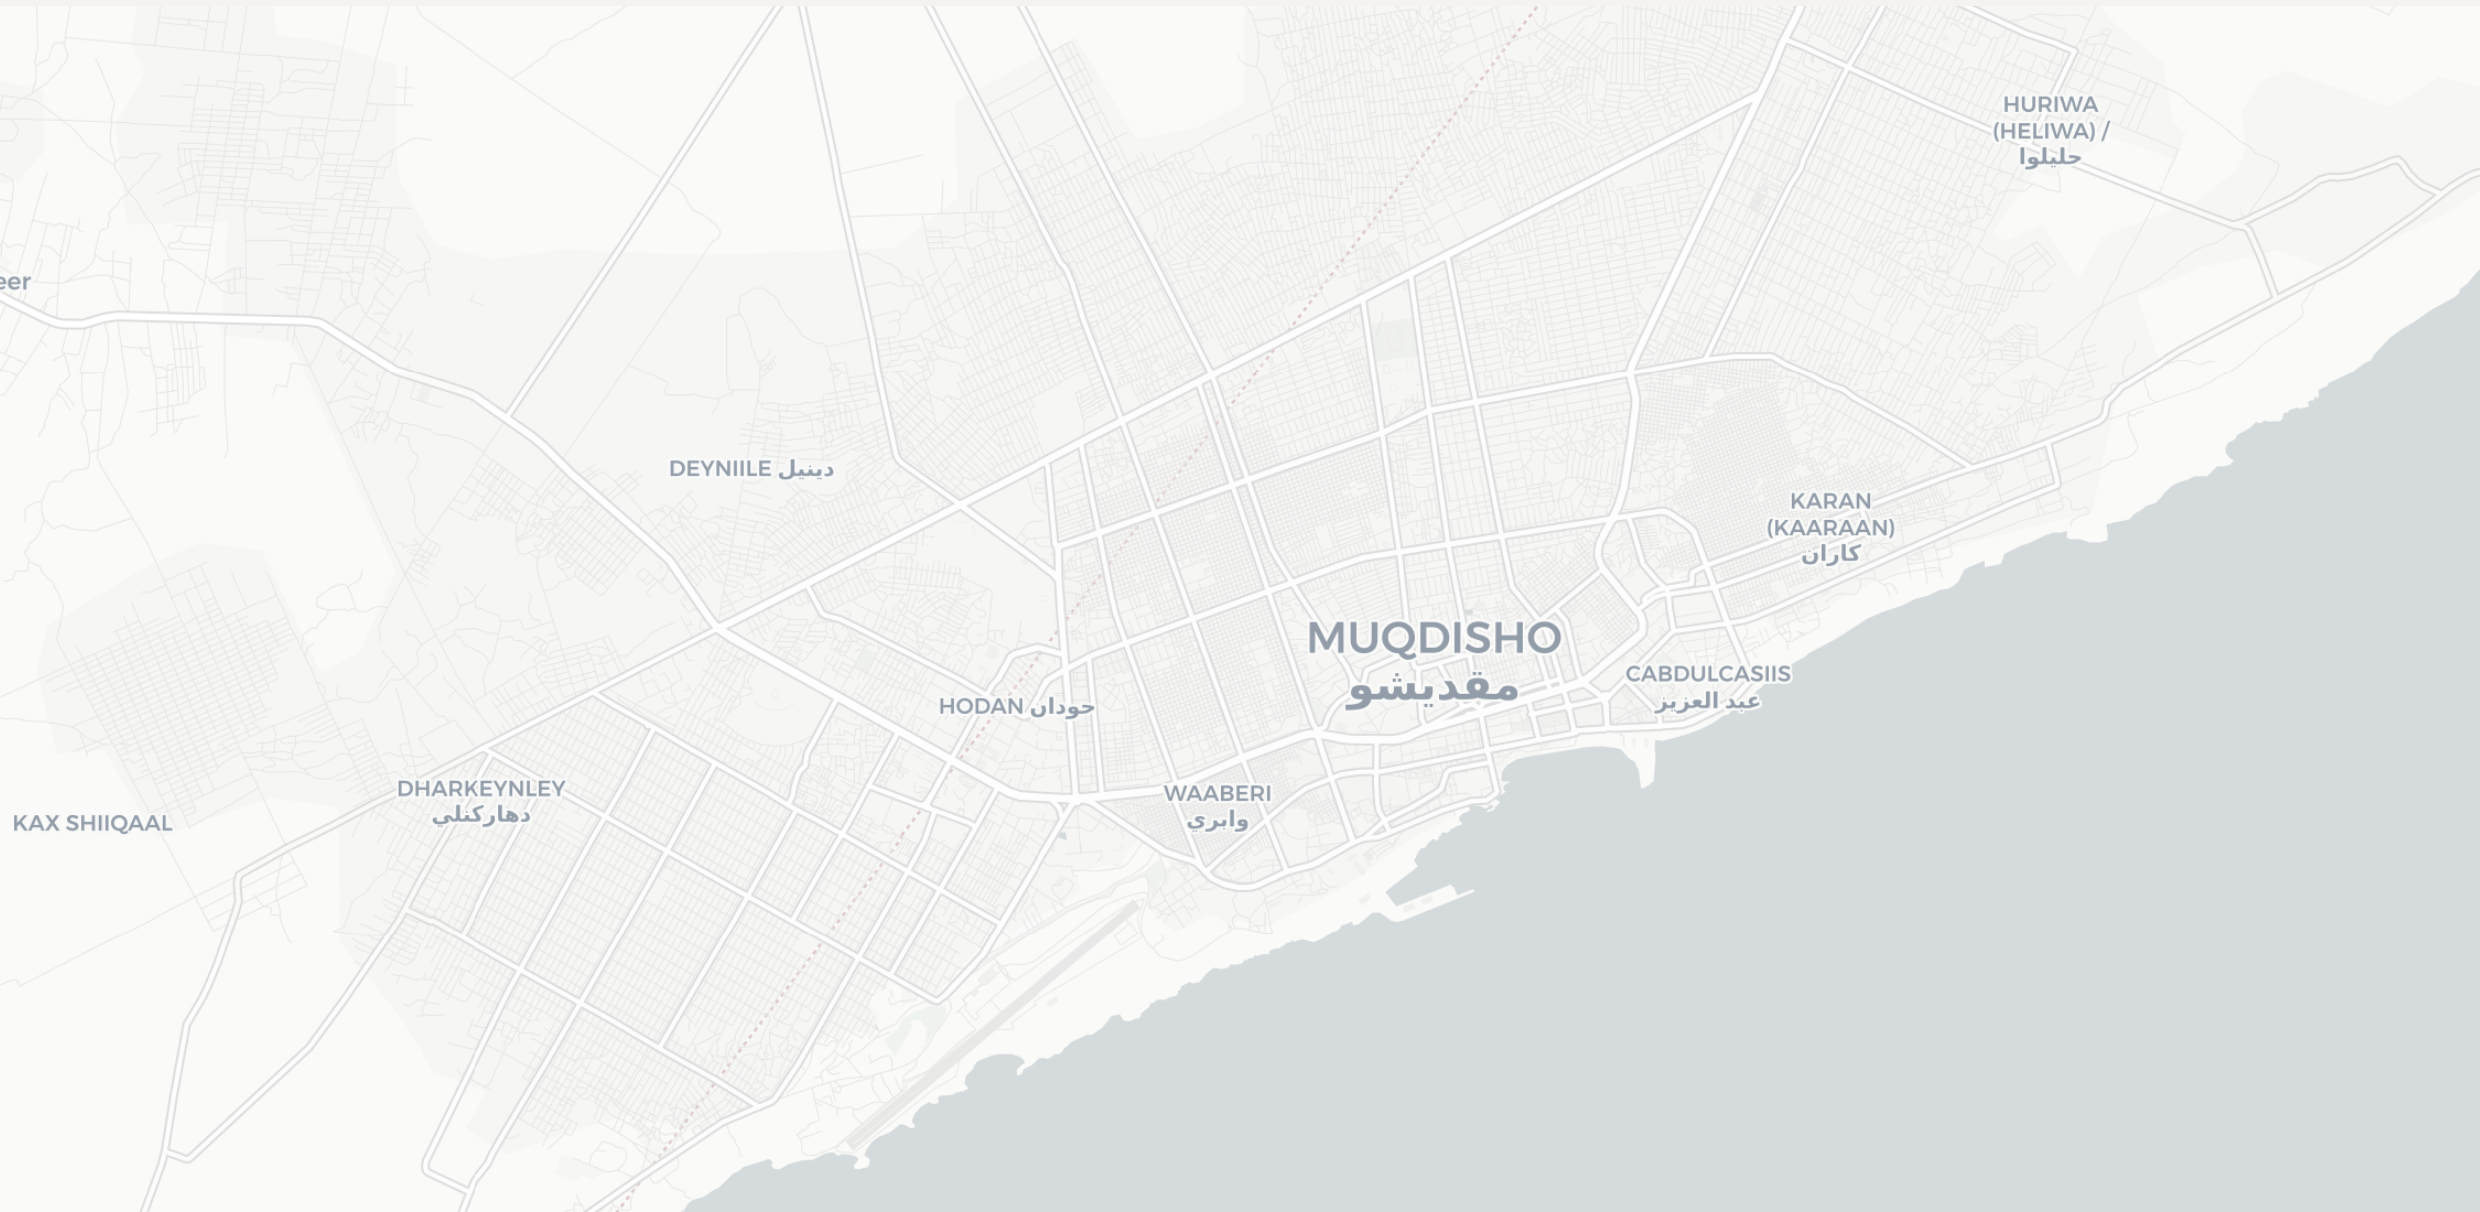 HURIWA
(HELIWA) /
حليلوا
eer
DEYNIILE دينيل
KARAN
(KAARAAN)
كاران
MUQDISHO
مقديشو
CABDULCASIIS
عبد العزيز
HODAN حودان
DHARKEYNLEY
دهاركنلي
WAABERI
وابري
KAX SHIIQAAL